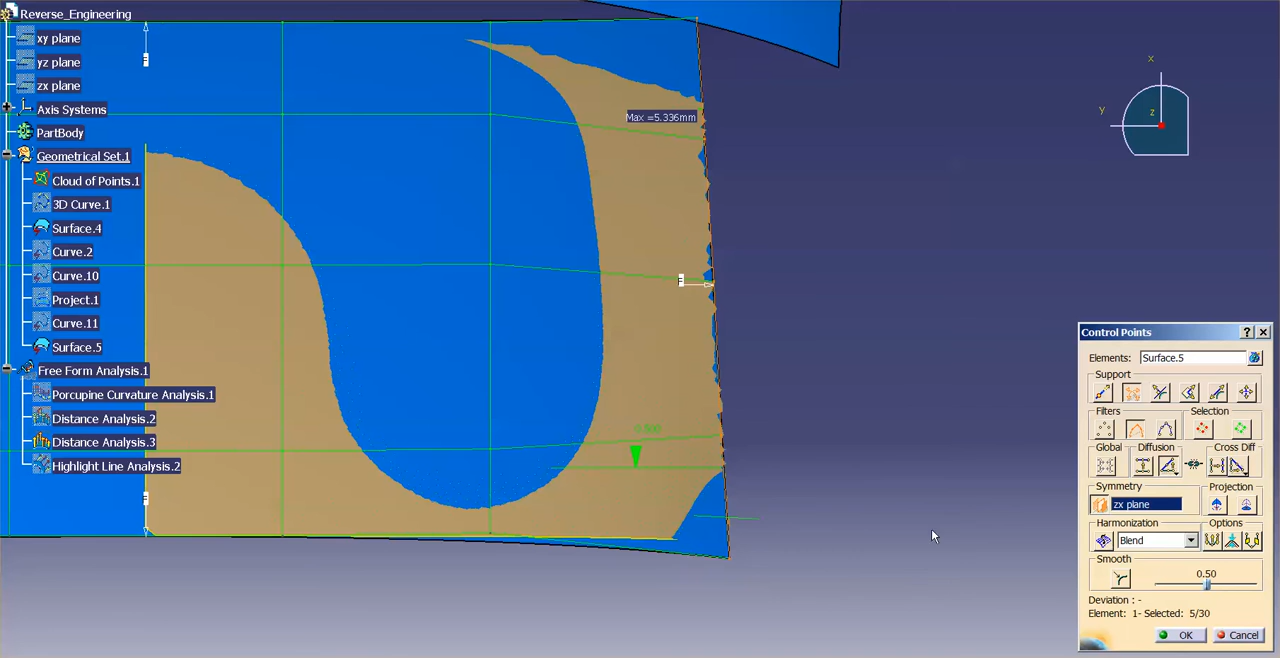 Reverse_Engineering
xy plane
yz plane
zx plane
Axis Systems
PartBody
Geometrical Set.1
Cloud of Points.1
3D Curve.1
Surface.4
Curve.2
Curve.10
Project.1
Curve.11
Surface.5
Free Form Analysis.1
Porcupine Curvature Analysis.1
Distance Analysis.2
Distance Analysis.3
Highlight Line Analysis.2
Max =5.336mm
x
y
z
Control Points
Elements: Surface.5
Support
Filters Selection
Global Diffusion Cross Diff
Symmetry Projection
zx plane
Harmonization Options
Blend
Smooth
0.50
Deviation : -
Element: 1- Selected: 5/30
OK Cancel